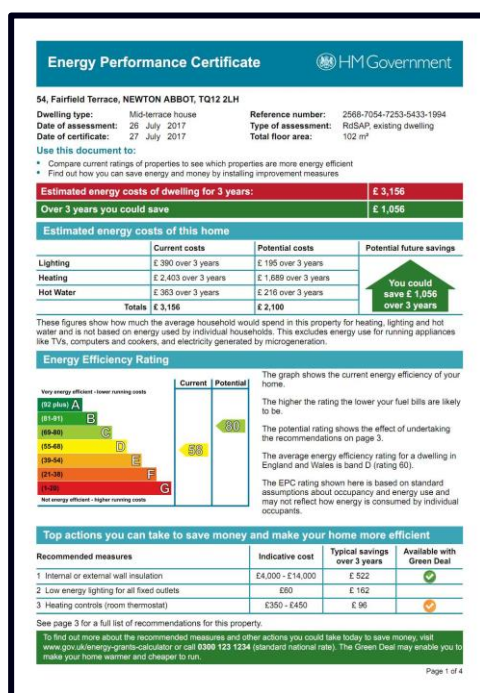 Energy Performance Certificate
HM Government
54, Fairfield Terrace, NEWTON ABBOT, TQ12 2LH
Dwelling type: Mid-terrace house Reference number: 2568-7054-7253-5433-1994
Date of assessment: 26 July 2017 Type of assessment: RdSAP, existing dwelling
Date of certificate: 27 July 2017 Total floor area: 102 m²
Use this document to:
• Compare current ratings of properties to see which properties are more energy efficient
• Find out how you can save energy and money by installing improvement measures
Estimated energy costs of dwelling for 3 years: £ 3,156
Over 3 years you could save £ 1,056
Estimated energy costs of this home
Current costs Potential costs Potential future savings
Lighting £ 390 over 3 years £ 195 over 3 years
Heating £ 2,403 over 3 years £ 1,689 over 3 years
Hot Water £ 363 over 3 years £ 216 over 3 years
Totals £ 3,156 £ 2,100
You could
save £ 1,056
over 3 years
These figures show how much the average household would spend in this property for heating, lighting and hot
water and is not based on energy used by individual households. This excludes energy use for running appliances
like TVs, computers and cookers, and electricity generated by microgeneration.
Energy Efficiency Rating
Current Potential
Very energy efficient - lower running costs
(92 plus) A
(81-91) B
(69-80) C
(55-68) D
(39-54) E
(21-38) F
(1-20) G
Not energy efficient - higher running costs
58
80
The graph shows the current energy efficiency of your
home.
The higher the rating the lower your fuel bills are likely
to be.
The potential rating shows the effect of undertaking
the recommendations on page 3.
The average energy efficiency rating for a dwelling in
England and Wales is band D (rating 60).
The EPC rating shown here is based on standard
assumptions about occupancy and energy use and
may not reflect how energy is consumed by individual
occupants.
Top actions you can take to save money and make your home more efficient
Recommended measures Indicative cost Typical savings over 3 years Available with Green Deal
1 Internal or external wall insulation £4,000 - £14,000 £ 522
2 Low energy lighting for all fixed outlets £60 £ 162
3 Heating controls (room thermostat) £350 - £450 £ 96
See page 3 for a full list of recommendations for this property.
To find out more about the recommended measures and other actions you could take today to save money, visit
www.gov.uk/energy-grants-calculator or call 0300 123 1234 (standard national rate). The Green Deal may enable you to
make your home warmer and cheaper to run.
Page 1 of 4